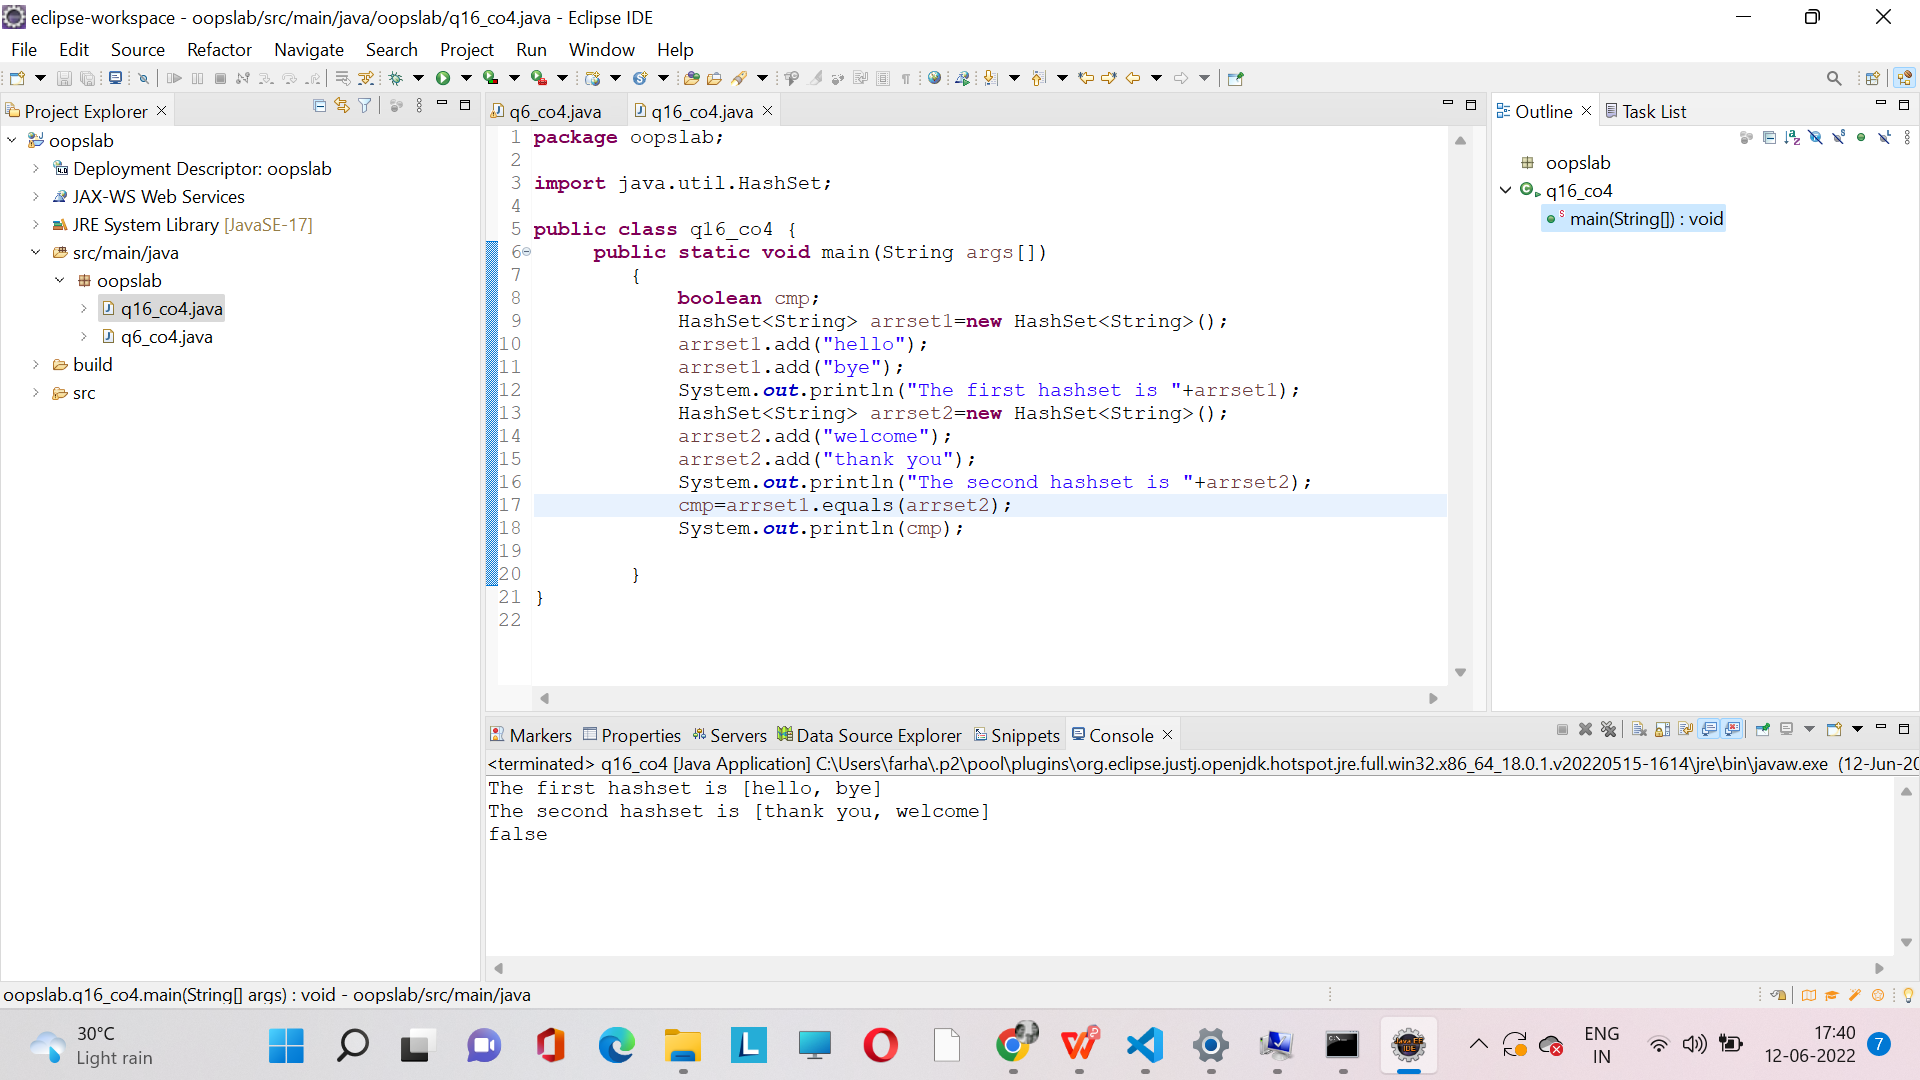 eclipse-workspace - oopslab/src/main/java/oopslab/q16_co4.java - Eclipse IDE
File Edit Source Refactor Navigate Search Project Run Window Help
Project Explorer
oopslab
Deployment Descriptor: oopslab
JAX-WS Web Services
JRE System Library [JavaSE-17]
src/main/java
oopslab
q16_co4.java
q6_co4.java
build
src
q6_co4.java q16_co4.java
1 package oopslab;
2
3 import java.util.HashSet;
4
5 public class q16_co4 {
6 public static void main(String args[])
7 {
8 boolean cmp;
9 HashSet<String> arrset1=new HashSet<String>();
10 arrset1.add("hello");
11 arrset1.add("bye");
12 System.out.println("The first hashset is "+arrset1);
13 HashSet<String> arrset2=new HashSet<String>();
14 arrset2.add("welcome");
15 arrset2.add("thank you");
16 System.out.println("The second hashset is "+arrset2);
17 cmp=arrset1.equals(arrset2);
18 System.out.println(cmp);
19
20 }
21 }
22
Outline Task List
oopslab
q16_co4
main(String[]) : void
Markers Properties Servers Data Source Explorer Snippets Console
<terminated> q16_co4 [Java Application] C:\Users\farha\.p2\pool\plugins\org.eclipse.justj.openjdk.hotspot.jre.full.win32.x86_64_18.0.1.v20220515-1614\jre\bin\javaw.exe (12-Jun-20
The first hashset is [hello, bye]
The second hashset is [thank you, welcome]
false
oopslab.q16_co4.main(String[] args) : void - oopslab/src/main/java
30°C
Light rain
ENG
IN
17:40
12-06-2022
7